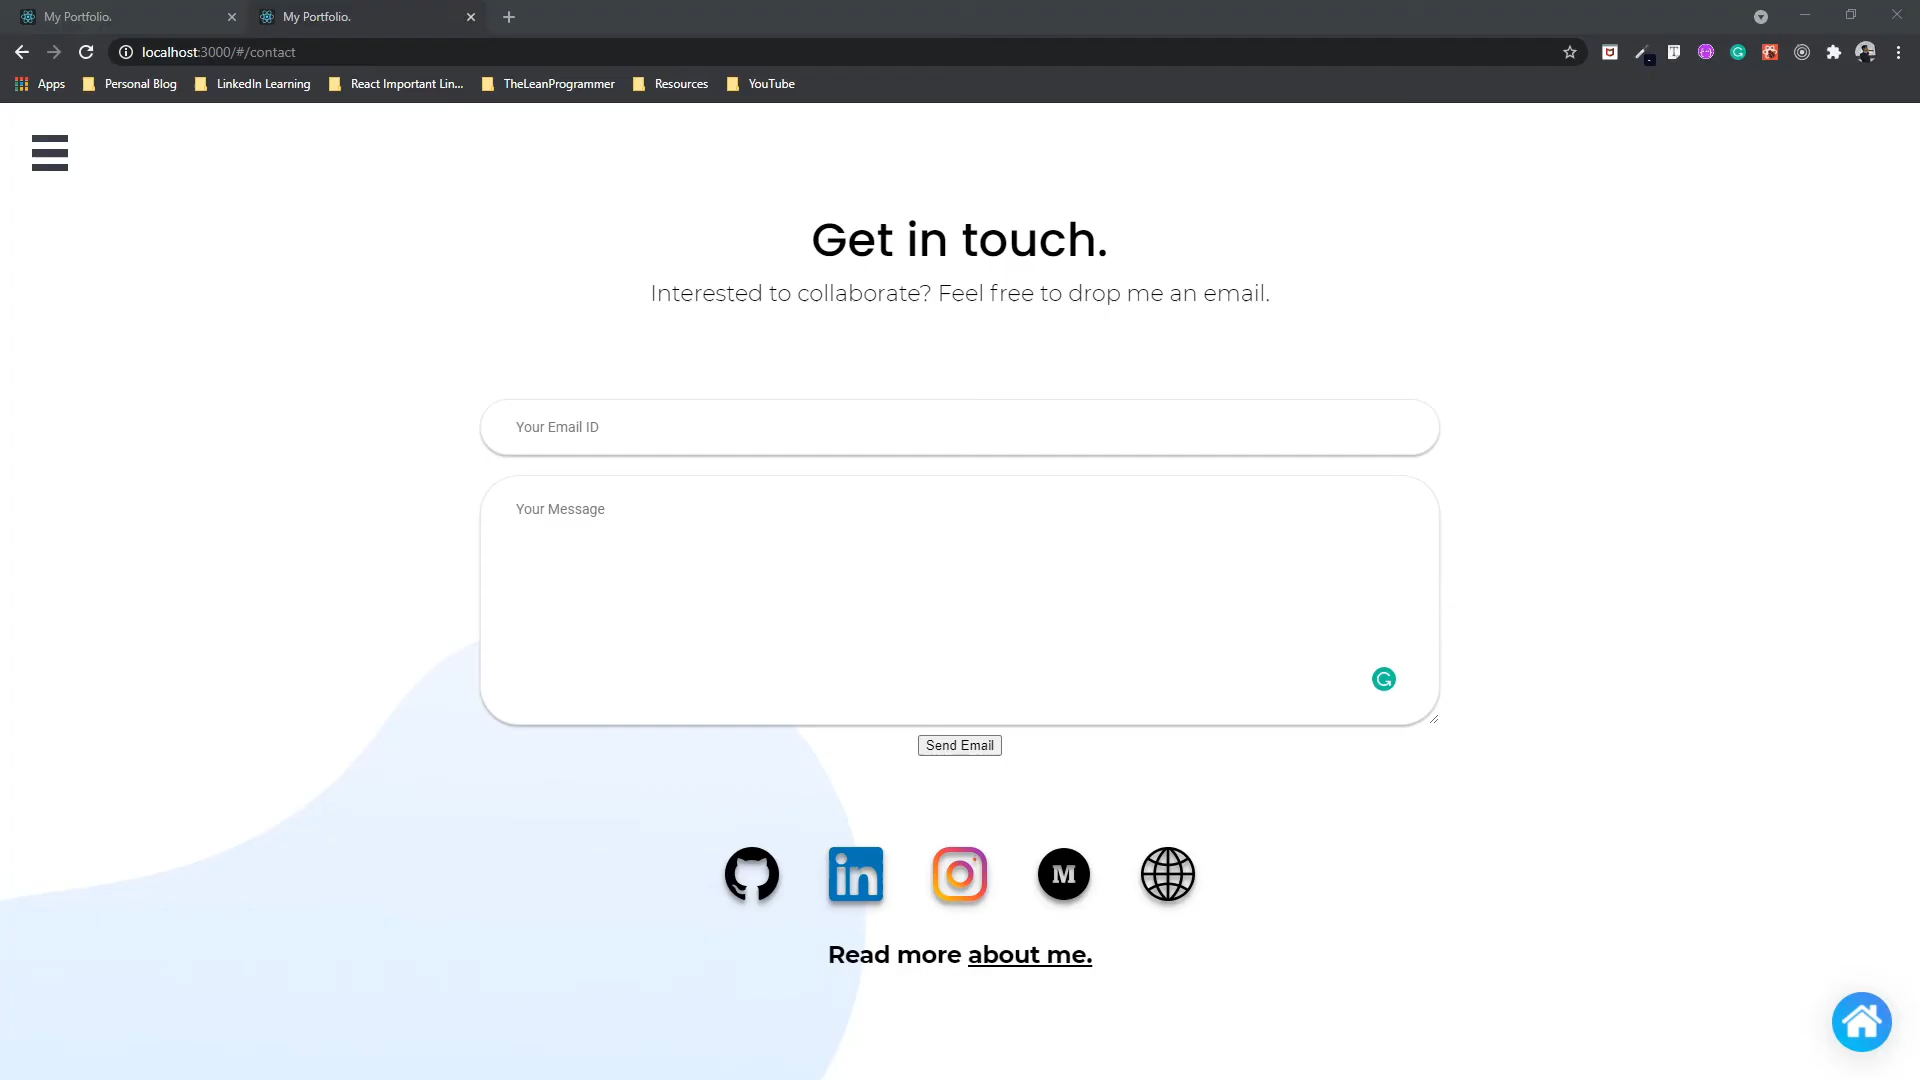 My Portfolio.
My Portfolio.
localhost:3000/#/contact
Apps
Personal Blog
LinkedIn Learning
React Important Lin...
TheLeanProgrammer
Resources
YouTube
Get in touch.
Interested to collaborate? Feel free to drop me an email.
Your Email ID
Your Message
Send Email
in
M
Read more about me.